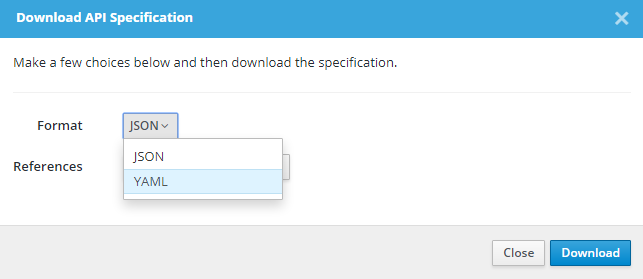 Download API Specification
Make a few choices below and then download the specification.
Format JSON
JSON
References
YAML
Close Download